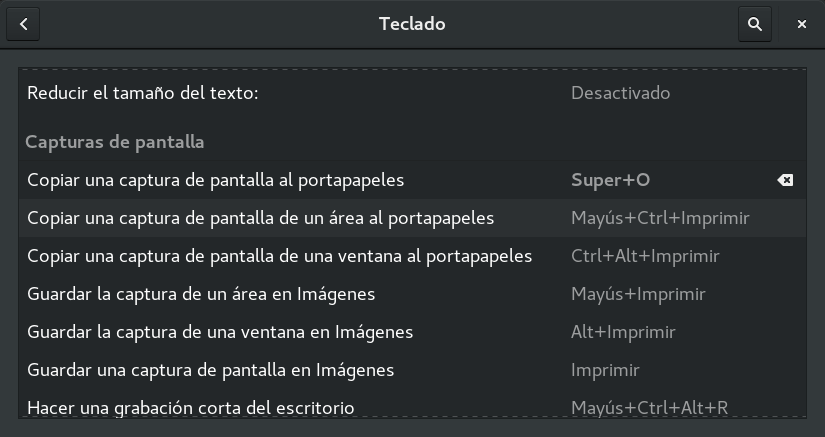 Teclado
Reducir el tamaño del texto: Desactivado
Capturas de pantalla
Copiar una captura de pantalla al portapapeles Super+O
Copiar una captura de pantalla de un área al portapapeles Mayús+Ctrl+Imprimir
Copiar una captura de pantalla de una ventana al portapapeles Ctrl+Alt+Imprimir
Guardar la captura de un área en Imágenes Mayús+Imprimir
Guardar la captura de una ventana en Imágenes Alt+Imprimir
Guardar una captura de pantalla en Imágenes Imprimir
Hacer una grabación corta del escritorio Mayús+Ctrl+Alt+R